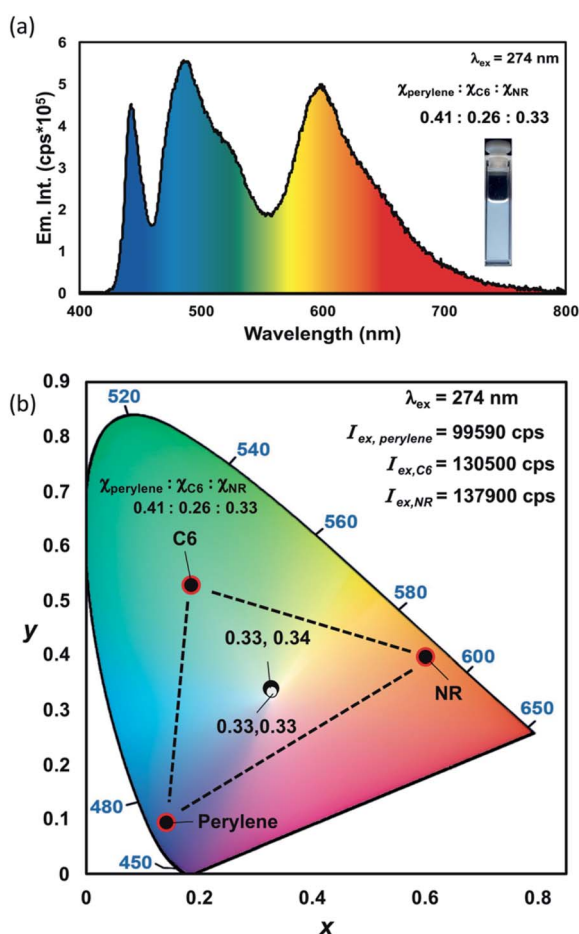 (a)
6
5
4
3
2
1
0
Em. Int. (cps*10⁵)
λex = 274 nm
χperylene : χC6 : χNR
0.41 : 0.26 : 0.33
400 500 600 700 800
Wavelength (nm)
(b)
0.9
0.8
0.7
0.6
0.5
0.4
0.3
0.2
0.1
0
y
λex = 274 nm
Iex, perylene = 99590 cps
Iex,C6 = 130500 cps
Iex,NR = 137900 cps
520
540
560
580
600
650
480
450
χperylene : χC6 : χNR
0.41 : 0.26 : 0.33
C6
0.33, 0.34
0.33,0.33
NR
Perylene
0 0.2 0.4 0.6 0.8
x